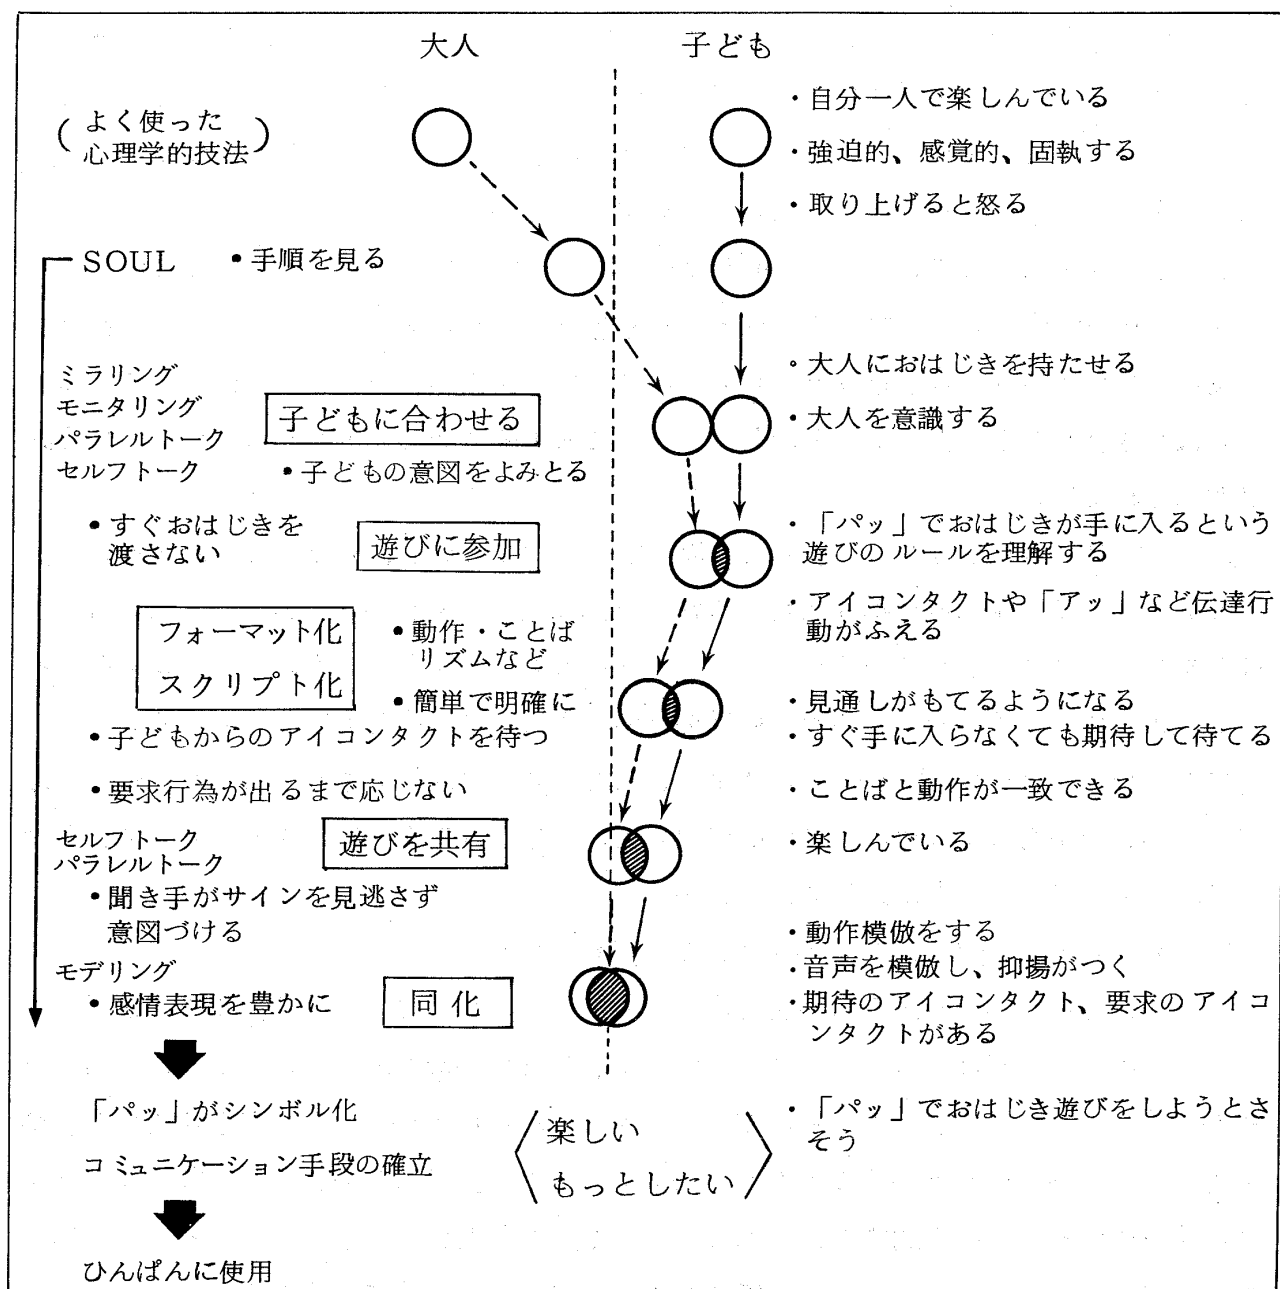 大人
子ども
(よく使った
心理学的技法)
・自分一人で楽しんでいる
・強迫的、感覚的、固執する
・取り上げると怒る
SOUL
•手順を見る
ミラリング
モニタリング
パラレルトーク
セルフトーク
子どもに合わせる
•子どもの意図をよみとる
・大人におはじきを持たせる
・大人を意識する
•すぐおはじきを
渡さない
遊びに参加
・「パッ」でおはじきが手に入るという
遊びのルールを理解する
・アイコンタクトや「アッ」など伝達行
動がふえる
フォーマット化
スクリプト化
•動作・ことば
リズムなど
•簡単で明確に
•子どもからのアイコンタクトを待つ
•要求行為が出るまで応じない
・見通しがもてるようになる
・すぐ手に入らなくても期待して待てる
・ことばと動作が一致できる
セルフトーク
パラレルトーク
遊びを共有
•聞き手がサインを見逃さず
意図づける
・楽しんでいる
モデリング
•感情表現を豊かに
同化
・動作模倣をする
・音声を模倣し、抑揚がつく
・期待のアイコンタクト、要求のアイコ
ンタクトがある
「パッ」がシンボル化
コミュニケーション手段の確立
ひんぱんに使用
〈楽しい
もっとしたい〉
・「パッ」でおはじき遊びをしようとさ
そう